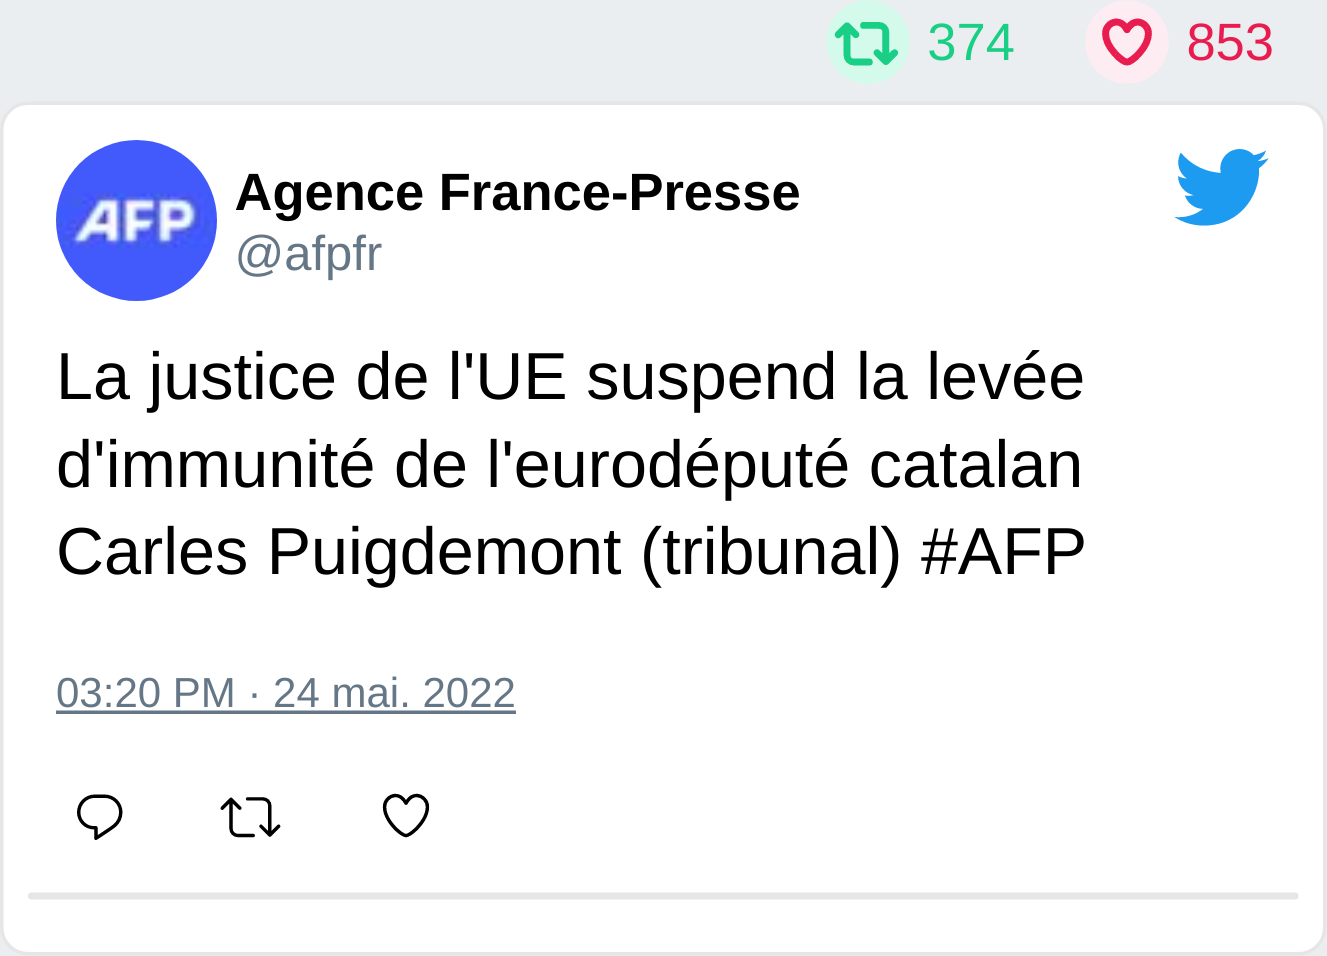 374 853
AFP
Agence France-Presse
@afpfr
La justice de l'UE suspend la levée
d'immunité de l'eurodéputé catalan
Carles Puigdemont (tribunal) #AFP
03:20 PM · 24 mai. 2022